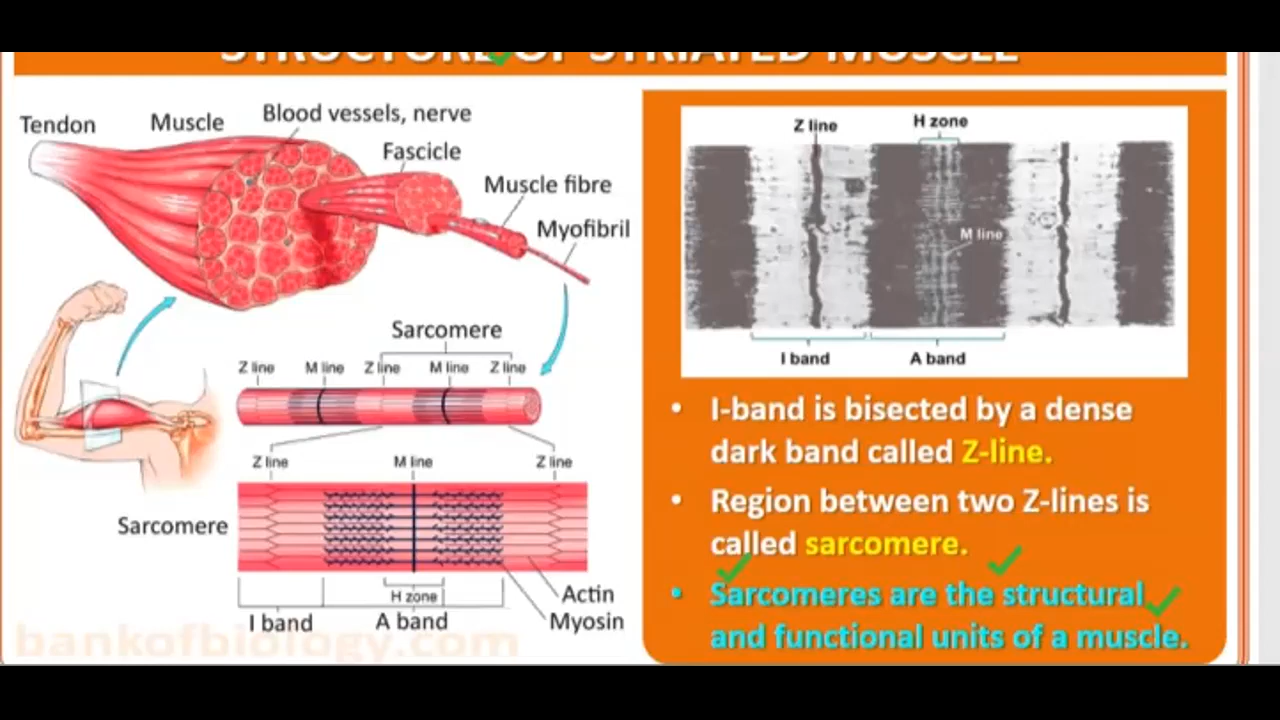 STRUCTURE OF STRIATED MUSCLE
Tendon
Muscle
Blood vessels, nerve
Fascicle
Muscle fibre
Myofibril
Sarcomere
Z line
M line
Z line
M line
Z line
Z line
M line
Z line
Sarcomere
H zone
Actin
I band
A band
Myosin
bankofbiology.com
Z line
H zone
M line
I band
A band
• I-band is bisected by a dense
dark band called Z-line.
• Region between two Z-lines is
called sarcomere.
• Sarcomeres are the structural
and functional units of a muscle.